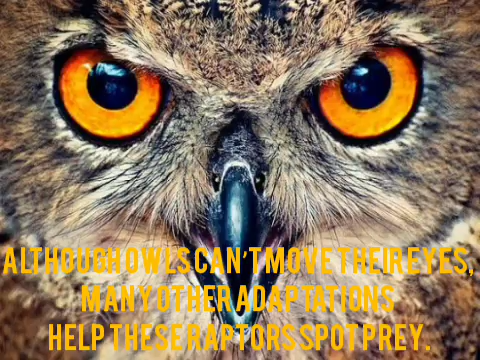 ALTHOUGH OWLS CAN'T MOVE THEIR EYES,
MANY OTHER ADAPTATIONS
HELP THESE RAPTORS SPOT PREY.